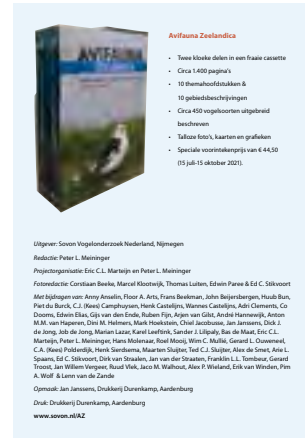 AVIFAUNA
Avifauna Zeelandica
• Twee kloeke delen in een fraaie cassette
• Circa 1.400 pagina's
• 10 themahoofdstukken &
10 gebiedsbeschrijvingen
• Circa 450 vogelsoorten uitgebreid
beschreven
• Talloze foto's, kaarten en grafieken
• Speciale voorintekenprijs van € 44,50
(15 juli-15 oktober 2021).
Uitgever: Sovon Vogelonderzoek Nederland, Nijmegen
Redactie: Peter L. Meininger
Projectorganisatie: Eric C.L. Marteijn en Peter L. Meininger
Fotoredactie: Corstiaan Beeke, Marcel Klootwijk, Thomas Luiten, Edwin Paree & Ed C. Stikvoort
Met bijdragen van: Anny Anselin, Floor A. Arts, Frans Beekman, John Beijersbergen, Huub Bun,
Piet du Burck, C.J. (Kees) Camphuysen, Henk Castelijns, Wannes Castelijns, Adri Clements, Co
Dooms, Edwin Elias, Gijs van den Ende, Ruben Fijn, Arjen van Gilst, André Hannewijk, Anton
M.M. van Haperen, Dini M. Helmers, Mark Hoekstein, Chiel Jacobusse, Jan Janssens, Dick J.
de Jong, Job de Jong, Marian Lazar, Karel Leeftink, Sander J. Lilipaly, Bas de Maat, Eric C.L.
Marteijn, Peter L. Meininger, Hans Molenaar, Roel Mooij, Wim C. Mullié, Gerard L. Ouweneel,
C.A. (Kees) Polderdijk, Henk Sierdsema, Maarten Sluijter, Ted C.J. Sluijter, Alex de Smet, Arie L.
Spaans, Ed C. Stikvoort, Dirk van Straalen, Jan van der Straaten, Franklin L.L. Tombeur, Gerard
Troost, Jan Willem Vergeer, Ruud Vlek, Jaco M. Walhout, Alex P. Wieland, Erik van Winden, Pim
A. Wolf & Lenn van de Zande
Opmaak: Jan Janssens, Drukkerij Durenkamp, Aardenburg
Druk: Drukkerij Durenkamp, Aardenburg
www.sovon.nl/AZ